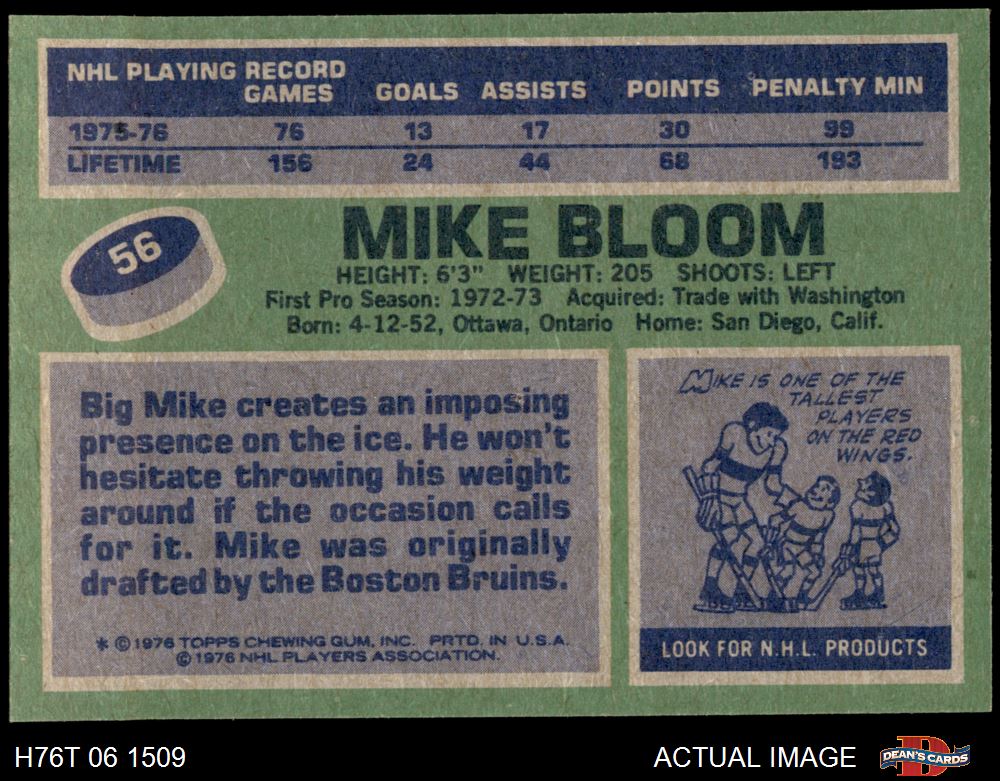 NHL PLAYING RECORD
GAMES GOALS ASSISTS POINTS PENALTY MIN
1975-76 76 13 17 30 99
LIFETIME 156 24 44 68 193
56
MIKE BLOOM
HEIGHT: 6'3" WEIGHT: 205 SHOOTS: LEFT
First Pro Season: 1972-73 Acquired: Trade with Washington
Born: 4-12-52, Ottawa, Ontario Home: San Diego, Calif.
Big Mike creates an imposing
presence on the ice. He won't
hesitate throwing his weight
around if the occasion calls
for it. Mike was originally
drafted by the Boston Bruins.
* © 1976 TOPPS CHEWING GUM, INC. PRTD. IN U.S.A.
© 1976 NHL PLAYERS ASSOCIATION.
MIKE IS ONE OF THE
TALLEST
PLAYERS
ON THE RED
WINGS.
LOOK FOR N.H.L. PRODUCTS
H76T 06 1509
ACTUAL IMAGE
DEAN'S CARDS